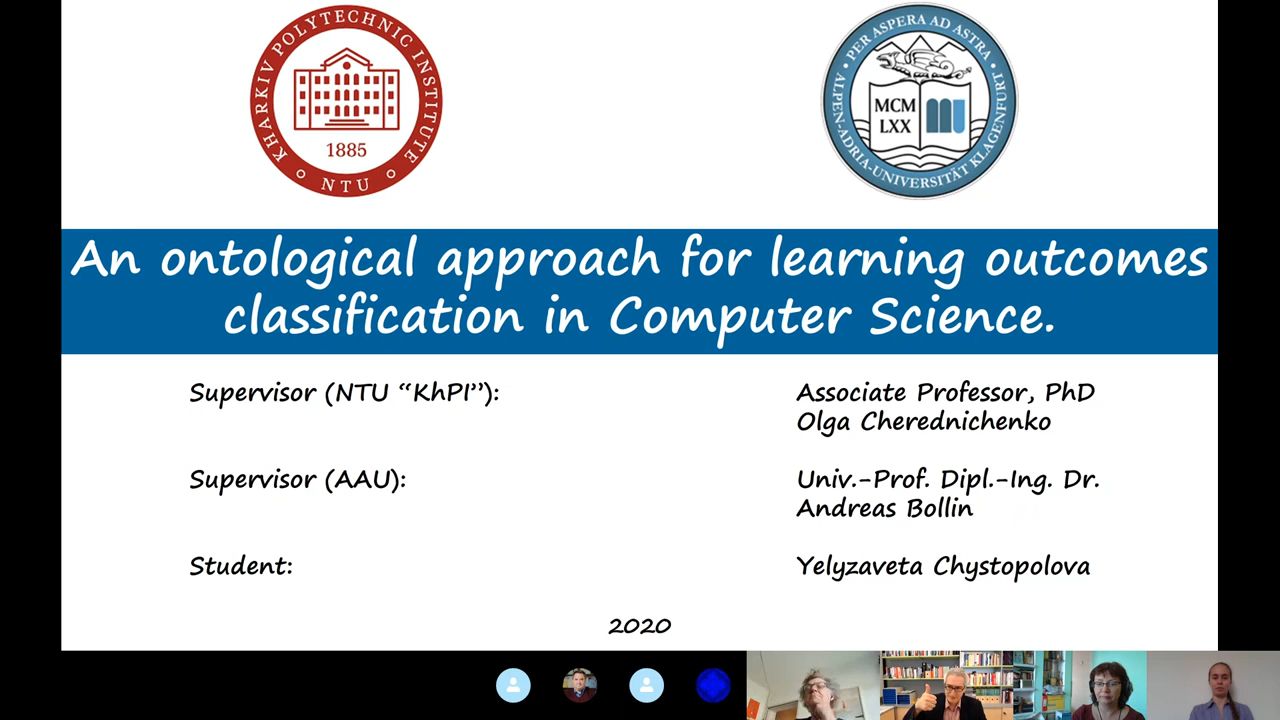 KHARKIV POLYTECHNIC INSTITUTE
1885
NTU
PER ASPERA AD ASTRA
MCM
LXX
ALPEN-ADRIA-UNIVERSITÄT KLAGENFURT
An ontological approach for learning outcomes
classification in Computer Science.
Supervisor (NTU “KhPI”):
Associate Professor, PhD
Olga Cherednichenko
Supervisor (AAU):
Univ.-Prof. Dipl.-Ing. Dr.
Andreas Bollin
Student:
Yelyzaveta Chystopolova
2020